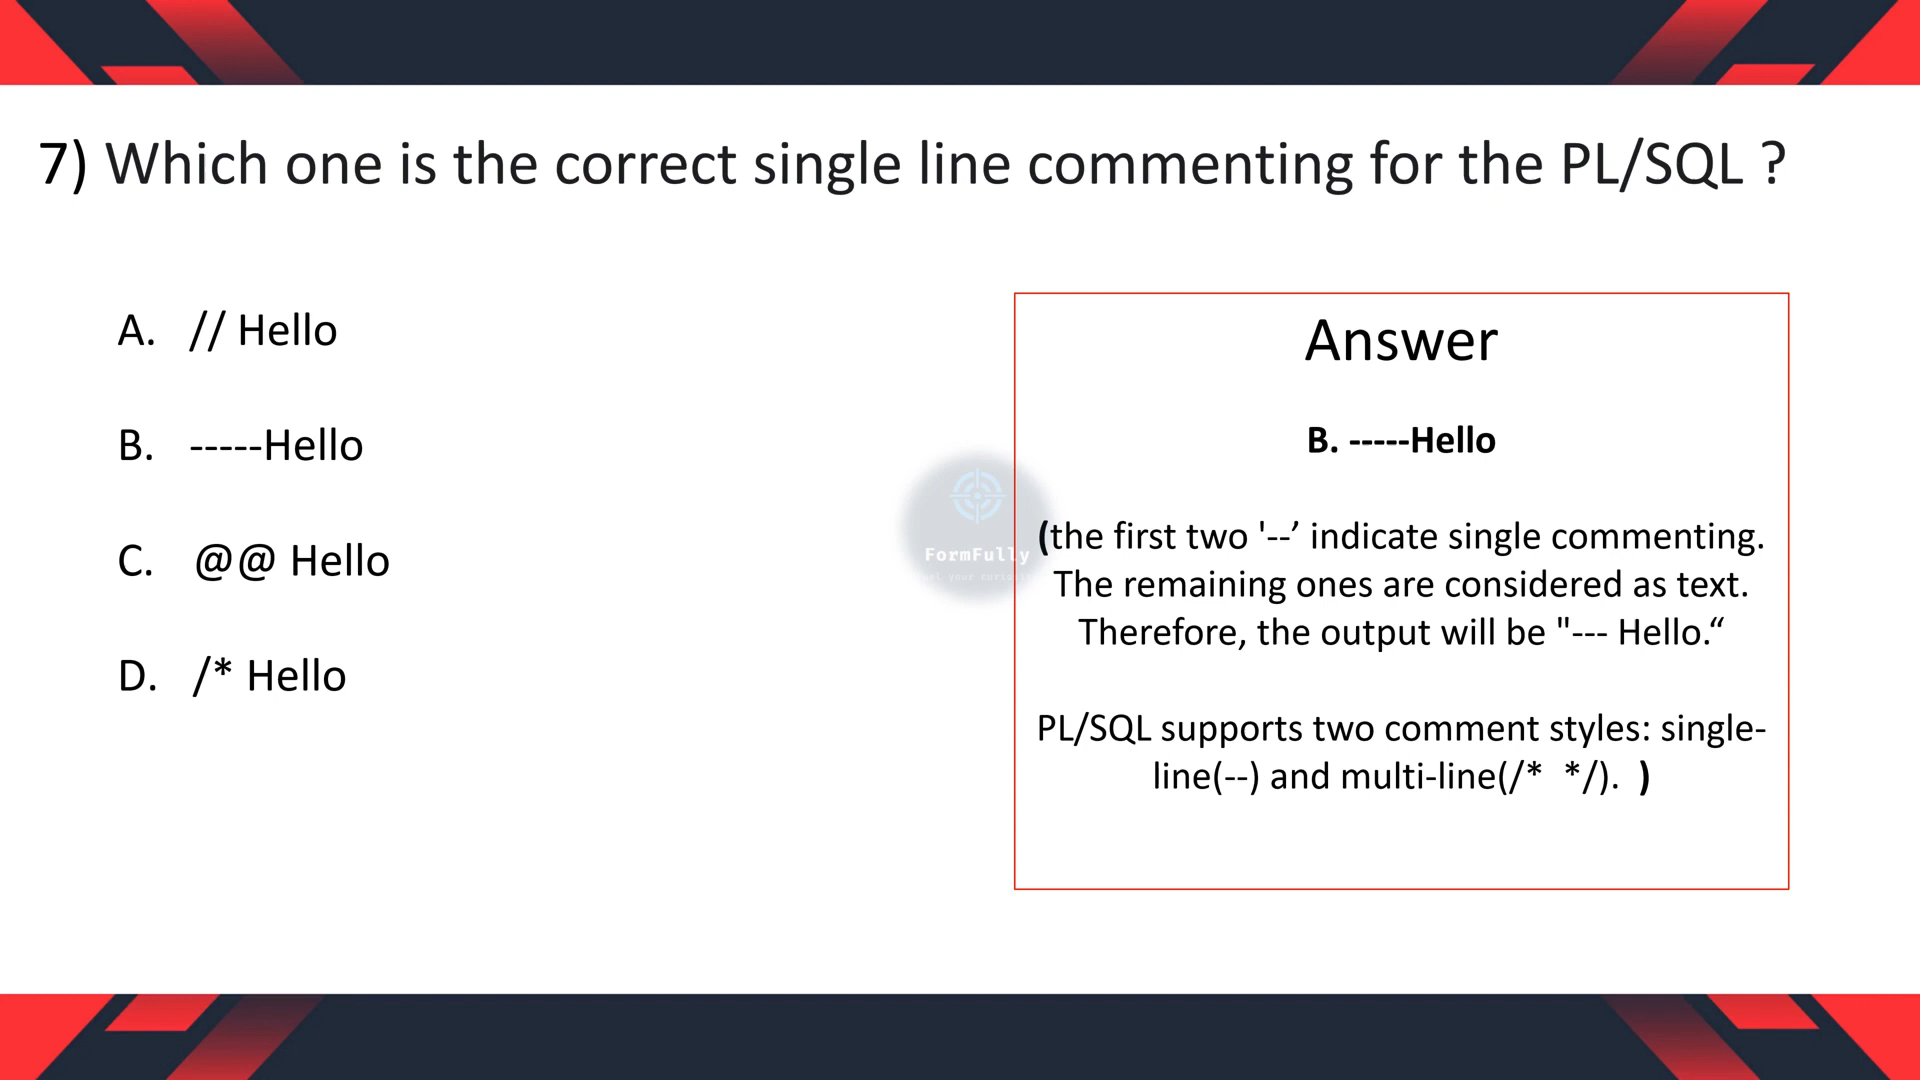 7) Which one is the correct single line commenting for the PL/SQL ?
A. // Hello
B. -----Hello
C. @@ Hello
D. /* Hello
Answer
B. -----Hello
(the first two '--’ indicate single commenting.
The remaining ones are considered as text.
Therefore, the output will be "--- Hello.“
PL/SQL supports two comment styles: single-
line(--) and multi-line(/*  */).  )
FormFully